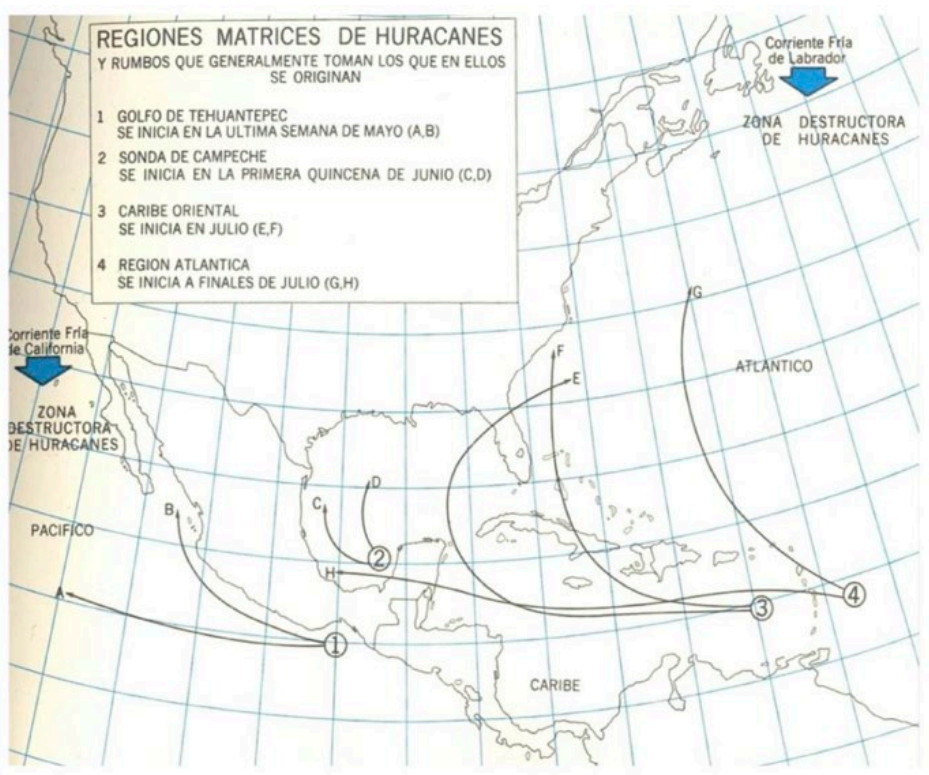 REGIONES MATRICES DE HURACANES
Y RUMBOS QUE GENERALMENTE TOMAN LOS QUE EN ELLOS
SE ORIGINAN
1 GOLFO DE TEHUANTEPEC
SE INICIA EN LA ULTIMA SEMANA DE MAYO (A,B)
2 SONDA DE CAMPECHE
SE INICIA EN LA PRIMERA QUINCENA DE JUNIO (C,D)
3 CARIBE ORIENTAL
SE INICIA EN JULIO (E,F)
4 REGION ATLANTICA
SE INICIA A FINALES DE JULIO (G,H)
Corriente Fría
de Labrador
ZONA DESTRUCTORA
DE HURACANES
G
Corriente Fría
de California
F
E
ATLANTICO
ZONA
DESTRUCTORA
DE HURACANES
D
C
B
PACIFICO
2
H
A
4
3
1
CARIBE